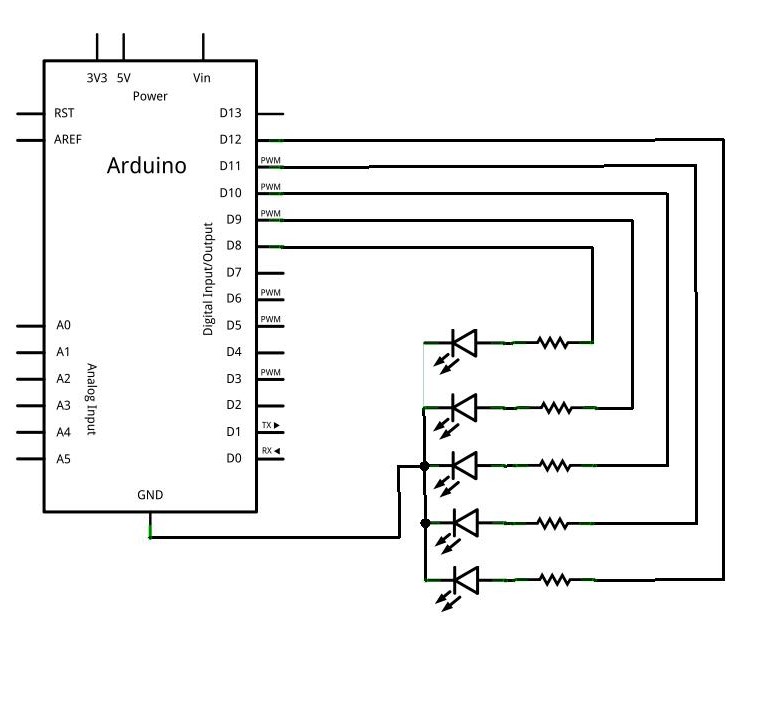 3V3 5V Vin
Power
RST D13
AREF D12
Arduino D11 PWM
D10 PWM
D9 PWM
Digital Input/Output
D8
D7
D6 PWM
A0 D5 PWM
A1 D4
Analog Input
A2 D3 PWM
A3 D2
A4 D1 TX ▶
A5 D0 RX ◀
GND